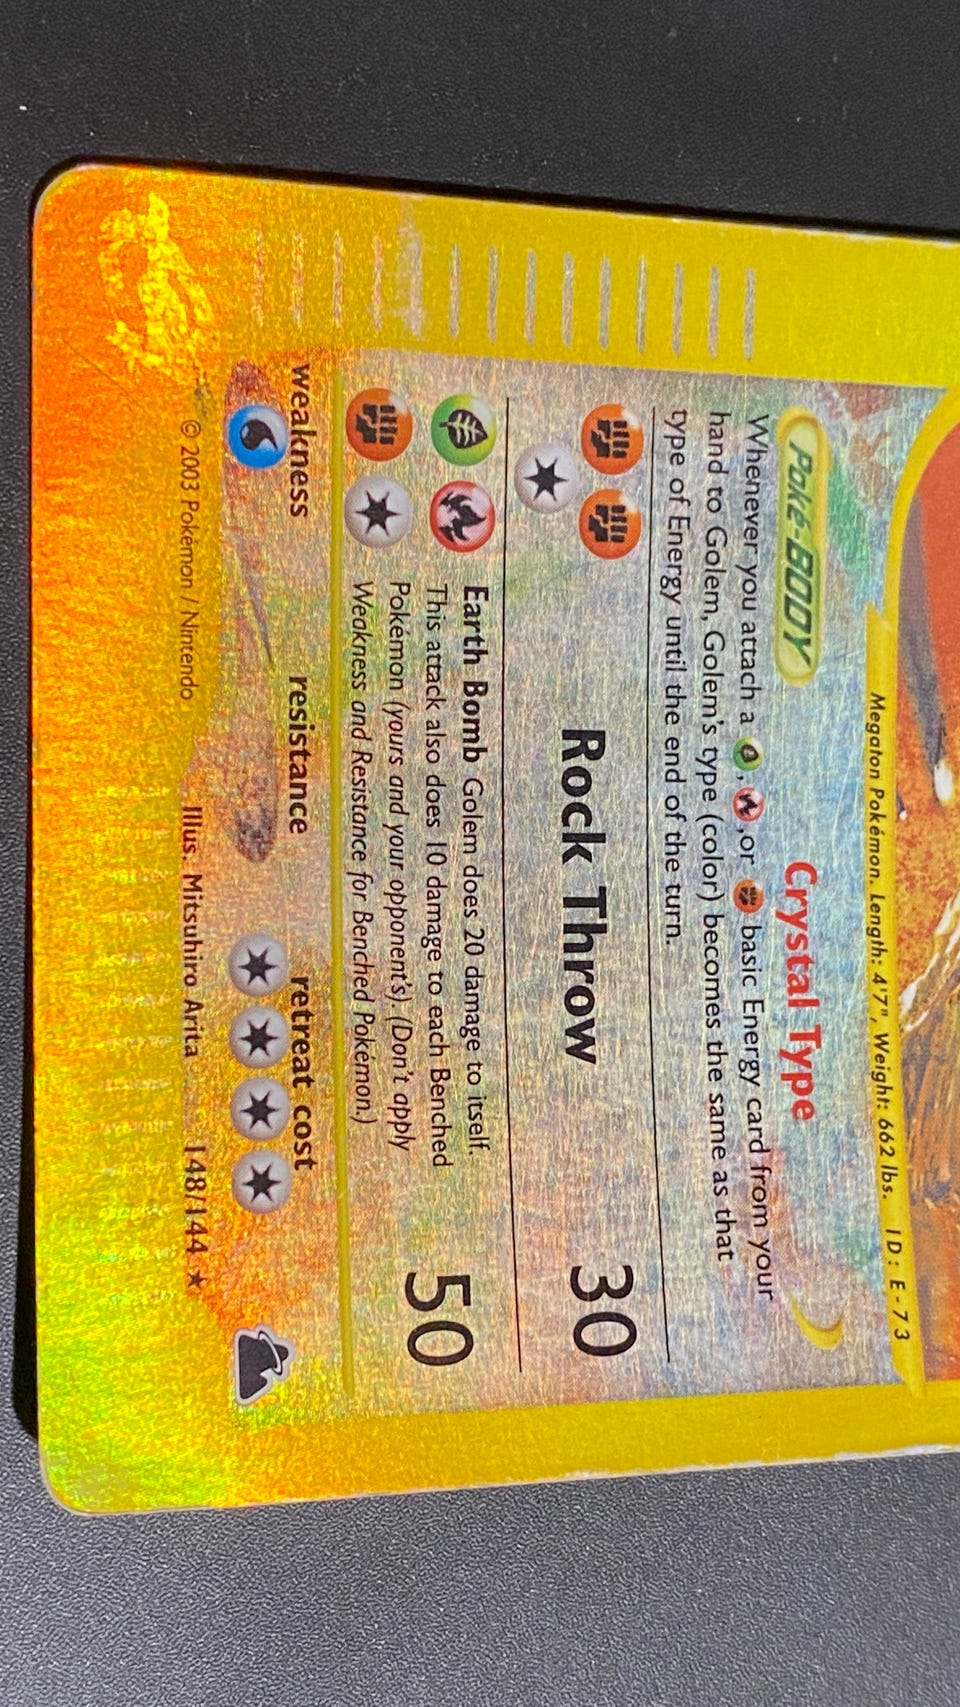 Megaton Pokémon. Length: 4'7", Weight: 662 lbs. ID: E-73
Poké-BODY Crystal Type
Whenever you attach a , , or basic Energy card from your
hand to Golem, Golem's type (color) becomes the same as that
type of Energy until the end of the turn.
Rock Throw 30
Earth Bomb Golem does 20 damage to itself.
This attack also does 10 damage to each Benched
Pokémon (yours and your opponent's). (Don't apply
Weakness and Resistance for Benched Pokémon.)
50
weakness resistance retreat cost
© 2003 Pokémon / Nintendo Illus. Mitsuhiro Arita 148/144 ★